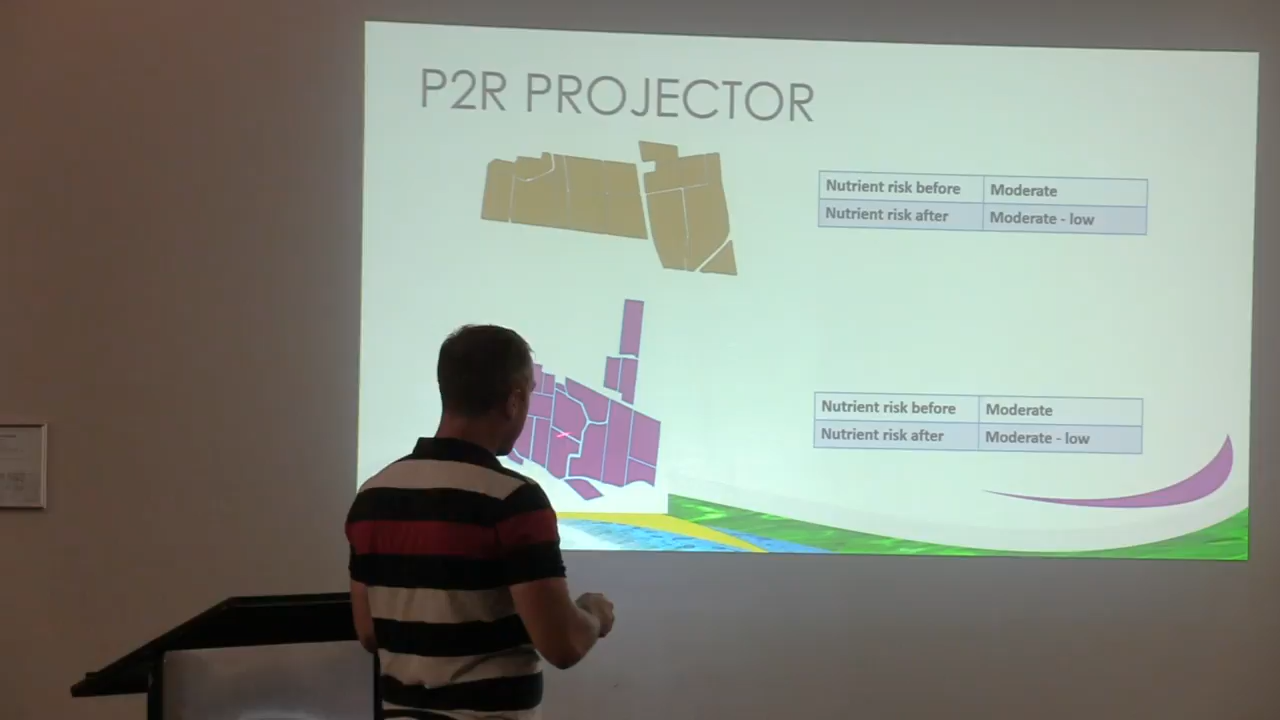 P2R PROJECTOR
Nutrient risk before Moderate
Nutrient risk after Moderate - low
Nutrient risk before Moderate
Nutrient risk after Moderate - low